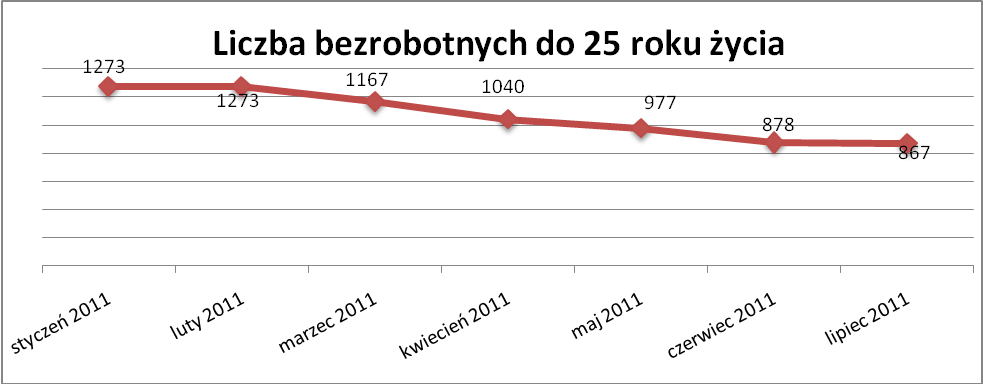 Liczba bezrobotnych do 25 roku życia
1273
1273
1167
1040
977
878
867
styczeń 2011
luty 2011
marzec 2011
kwiecień 2011
maj 2011
czerwiec 2011
lipiec 2011